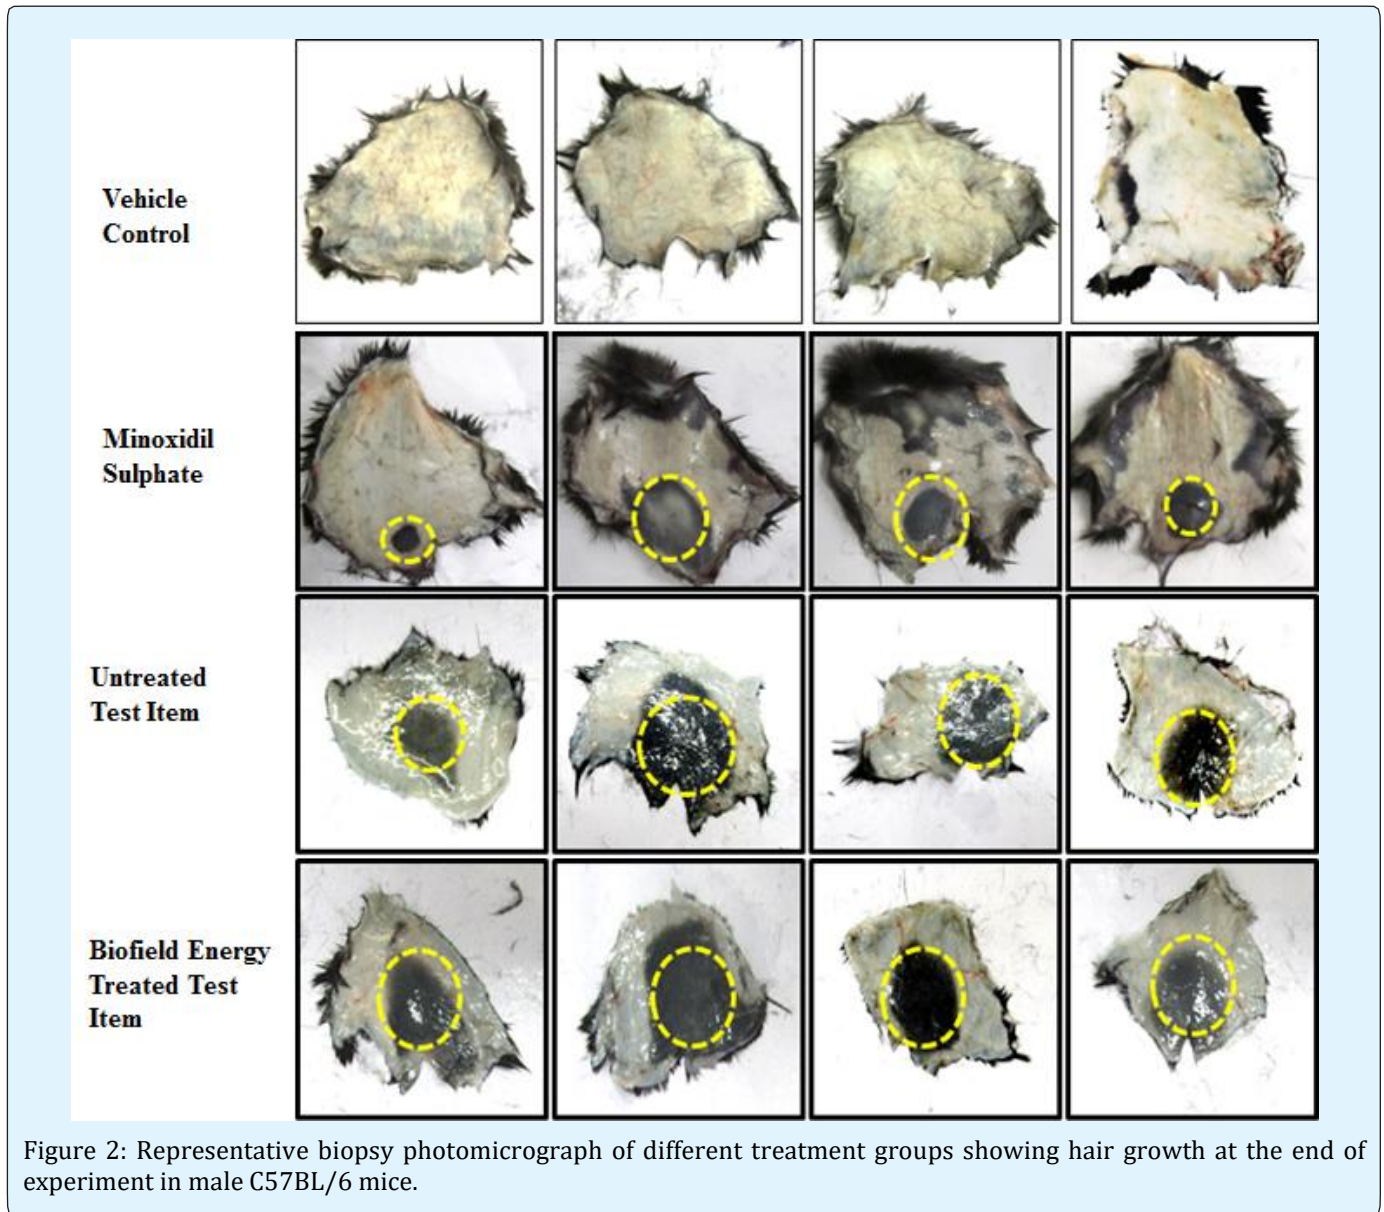 Vehicle
Control
Minoxidil
Sulphate
Untreated
Test Item
Biofield Energy
Treated Test
Item
Figure 2: Representative biopsy photomicrograph of different treatment groups showing hair growth at the end of
experiment in male C57BL/6 mice.